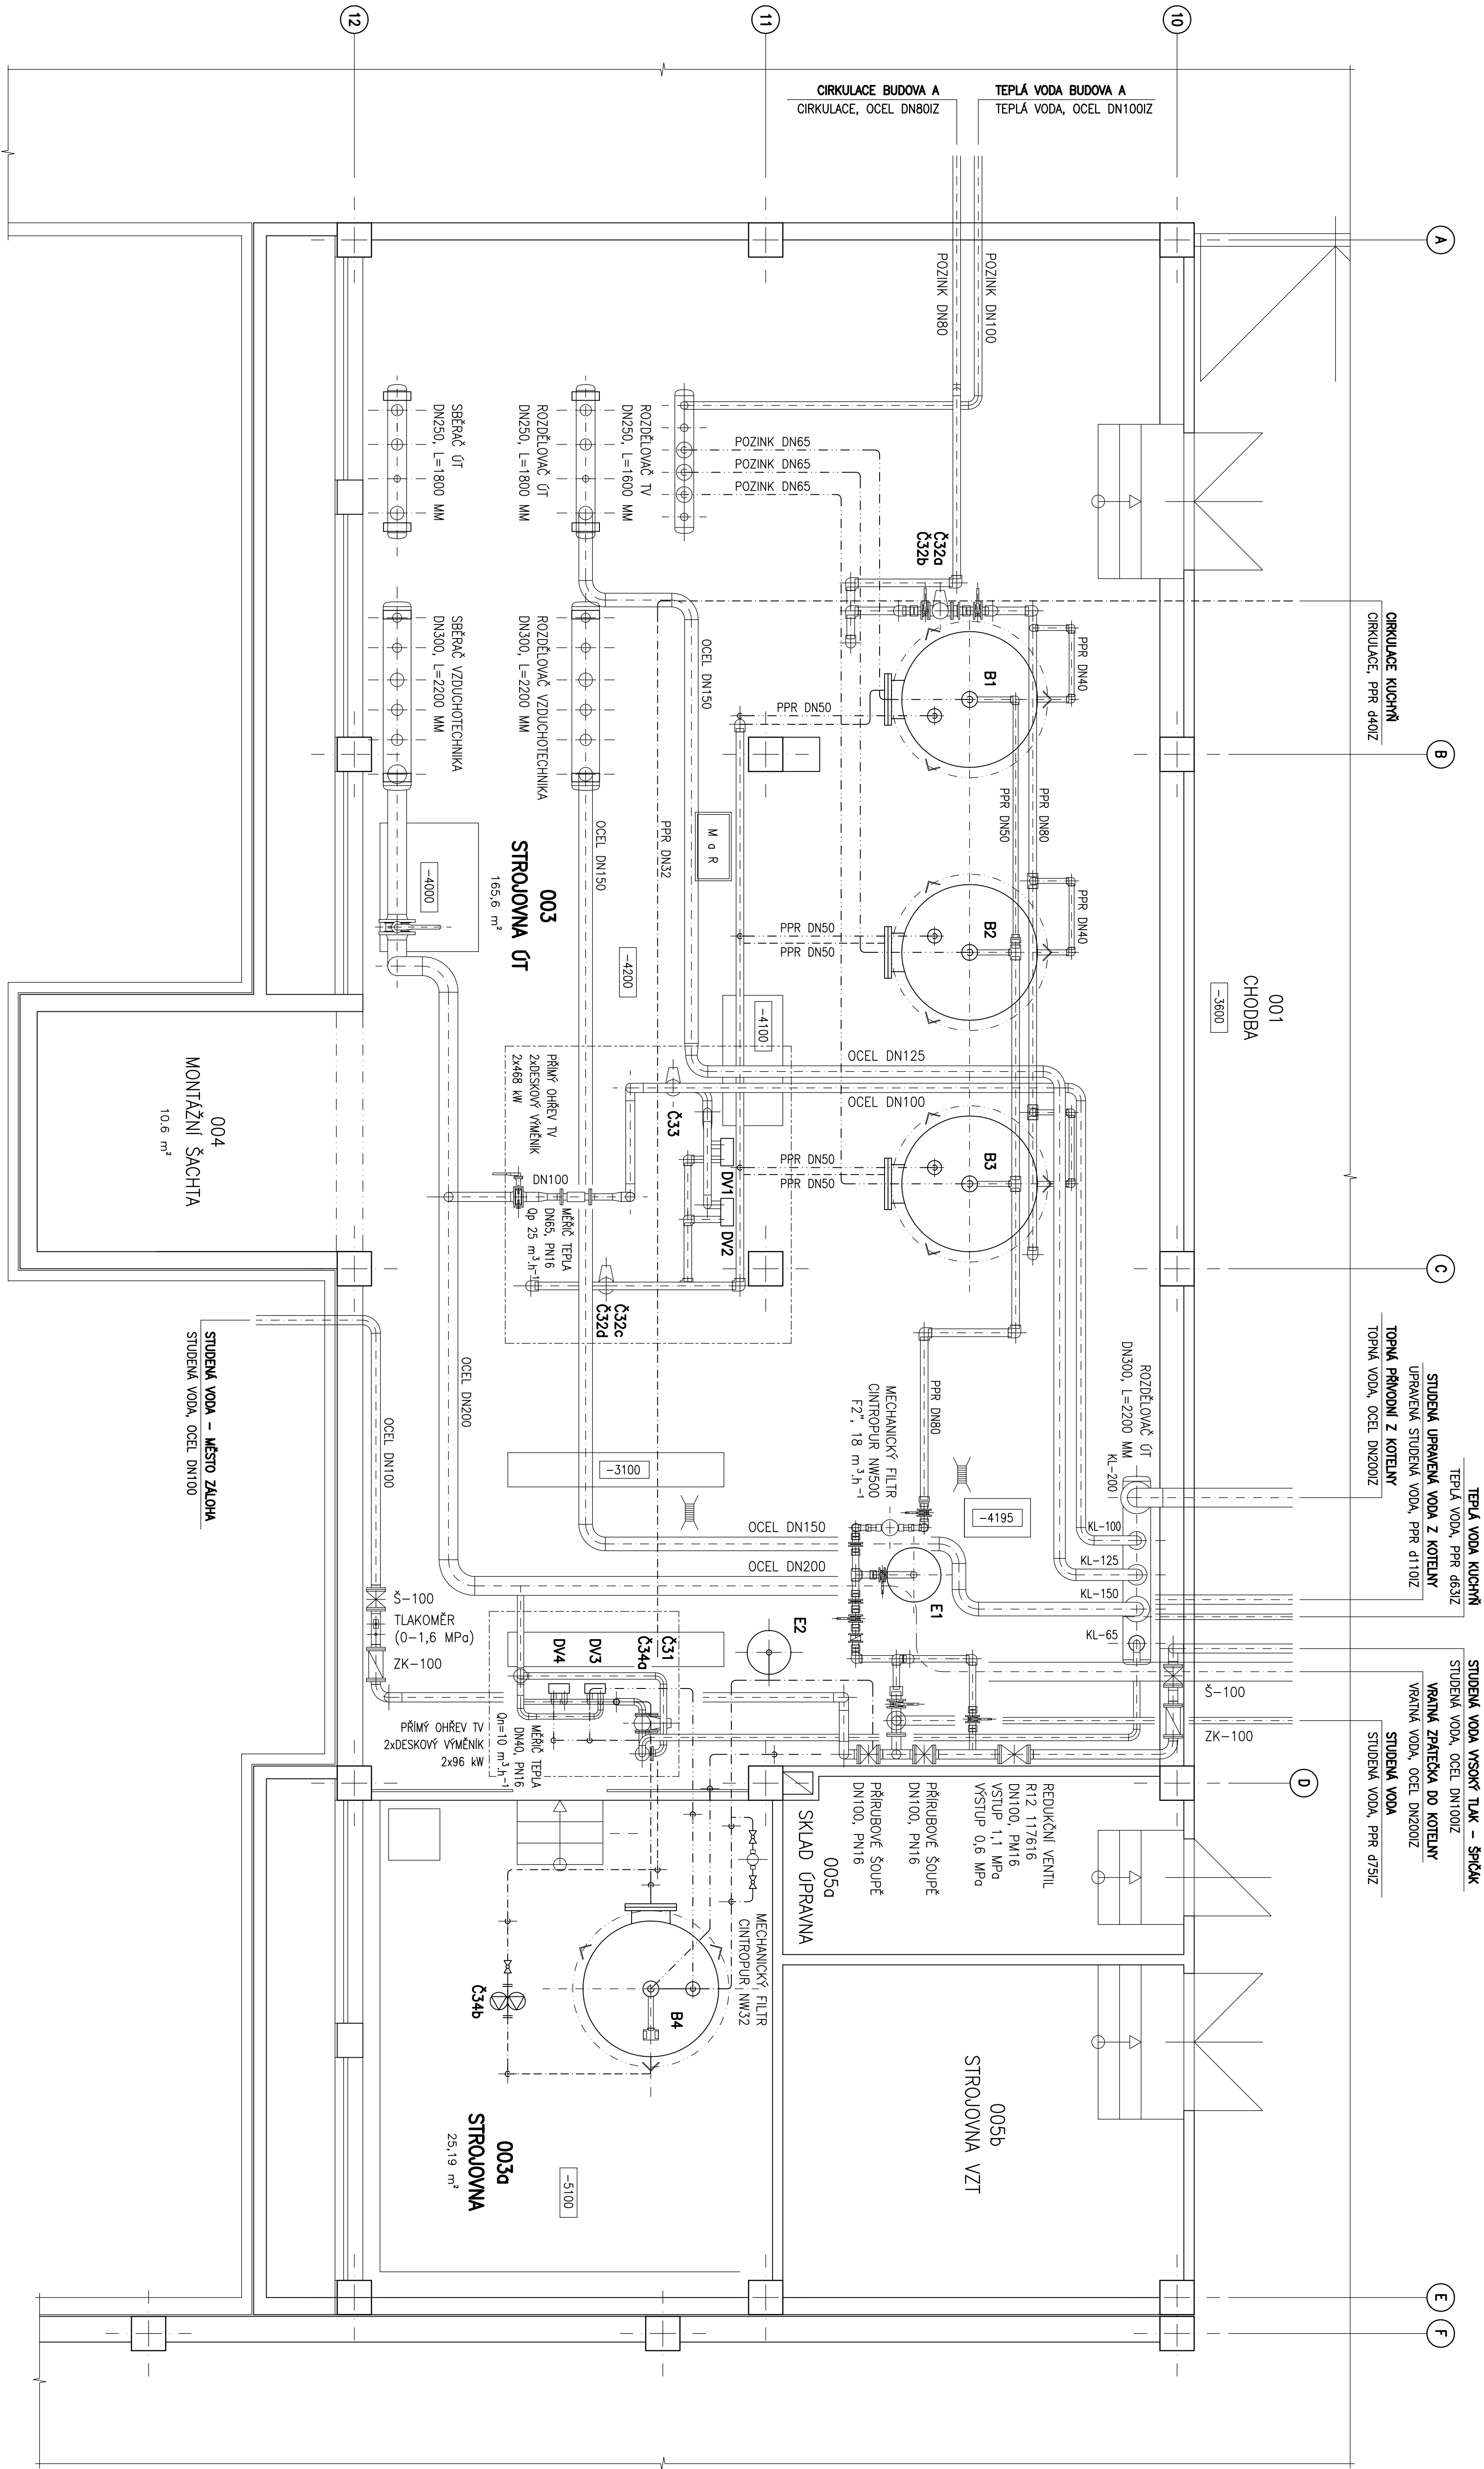 12
11
10
CIRKULACE BUDOVA A
CIRKULACE, OCEL DN80IZ
TEPLÁ VODA BUDOVA A
TEPLÁ VODA, OCEL DN100IZ
A
B
C
D
E
F
POZINK DN80
POZINK DN100
CIRKULACE KUCHYŇ
CIRKULACE, PPR d40IZ
SBĚRAČ ÚT
DN250, L=1800 MM
ROZDĚLOVAČ ÚT
DN250, L=1800 MM
ROZDĚLOVAČ TV
DN250, L=1600 MM
POZINK DN65
POZINK DN65
POZINK DN65
Č32a
Č32b
SBĚRAČ VZDUCHOTECHNIKA
DN300, L=2200 MM
ROZDĚLOVAČ VZDUCHOTECHNIKA
DN300, L=2200 MM
OCEL DN150
PPR DN32
OCEL DN150
M a R
PPR DN50
B1
PPR DN40
PPR DN50
PPR DN80
B2
PPR DN40
PPR DN50
PPR DN50
003
STROJOVNA ÚT
165,6 m²
-4000
-4200
-4100
001
CHODBA
-3600
OCEL DN125
OCEL DN100
PŘÍMÝ OHŘEV TV
2xDESKOVÝ VÝMĚNÍK
2x468 kW
Č33
DV1
DV2
DN100
MĚŘIČ TEPLA
DN65, PN16
Qp 25 m³.h⁻¹
Č32c
Č32d
PPR DN50
PPR DN50
B3
004
MONTÁŽNÍ ŠACHTA
10.6 m²
STUDENÁ VODA - MĚSTO ZÁLOHA
STUDENÁ VODA, OCEL DN100
OCEL DN100
OCEL DN200
-3100
PPR DN80
MECHANICKÝ FILTR
CINTROPUR NW500
F2", 18 m³.h⁻¹
-4195
ROZDĚLOVAČ ÚT
DN300, L=2200 MM
KL-200
KL-100
KL-125
KL-150
KL-65
OCEL DN150
OCEL DN200
E1
E2
TEPLÁ VODA KUCHYŇ
TEPLÁ VODA, PPR d63IZ
STUDENÁ UPRAVENÁ VODA Z KOTELNY
UPRAVENÁ STUDENÁ VODA, PPR d110IZ
TOPNÁ PŘÍVODNÍ Z KOTELNY
TOPNÁ VODA, OCEL DN200IZ
STUDENÁ VODA VYSOKÝ TLAK - ŠPIČÁK
STUDENÁ VODA, OCEL DN100IZ
VRATNÁ ZPÁTEČKA DO KOTELNY
VRATNÁ VODA, OCEL DN200IZ
STUDENÁ VODA
STUDENÁ VODA, PPR d75IZ
Š-100
ZK-100
Š-100
TLAKOMĚR
(0-1,6 MPa)
ZK-100
DV4
DV3
Č31
Č34a
MĚŘIČ TEPLA
DN40, PN16
Qn=10 m³.h⁻¹
PŘÍMÝ OHŘEV TV
2xDESKOVÝ VÝMĚNÍK
2x96 kW
REDUKČNÍ VENTIL
R12 117616
DN100, PM16
VSTUP 1,1 MPa
VÝSTUP 0,6 MPa
PŘÍRUBOVÉ ŠOUPĚ
DN100, PN16
PŘÍRUBOVÉ ŠOUPĚ
DN100, PN16
005a
SKLAD ÚPRAVNA
MECHANICKÝ FILTR
CINTROPUR NW32
B4
Č34b
005b
STROJOVNA VZT
003a
STROJOVNA
25,19 m²
-5100